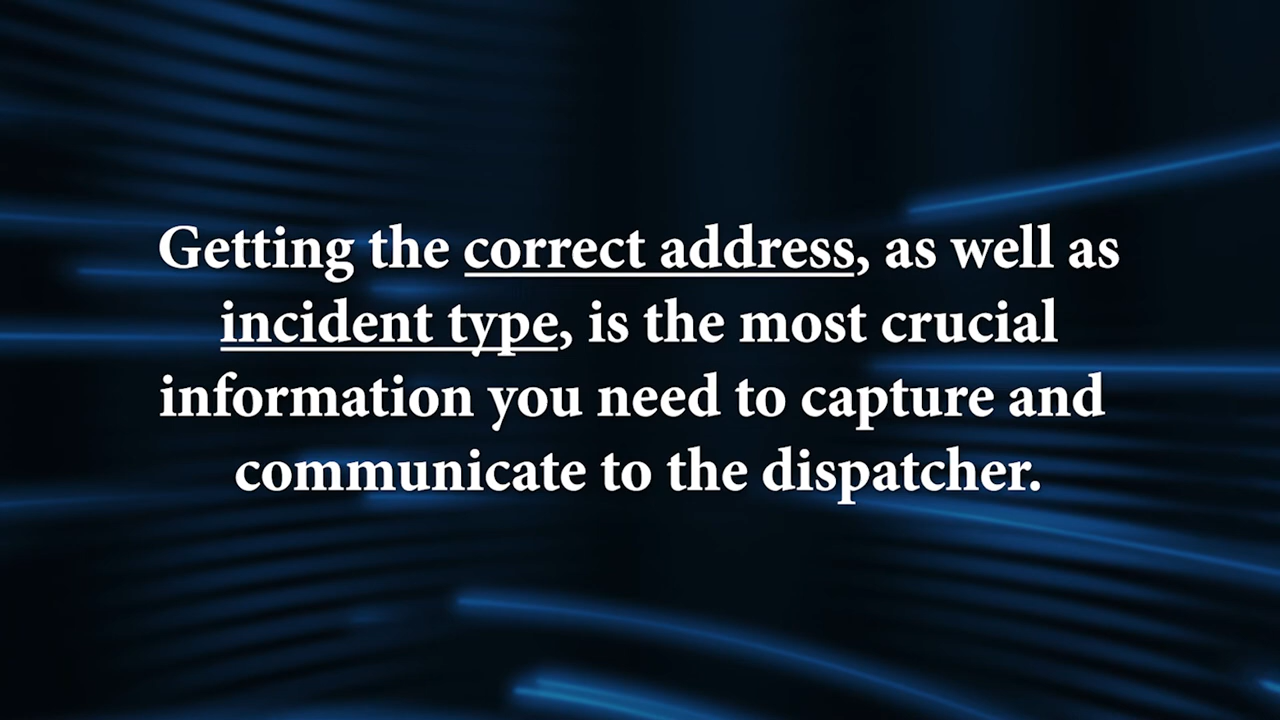 Getting the correct address, as well as
incident type, is the most crucial
information you need to capture and
communicate to the dispatcher.